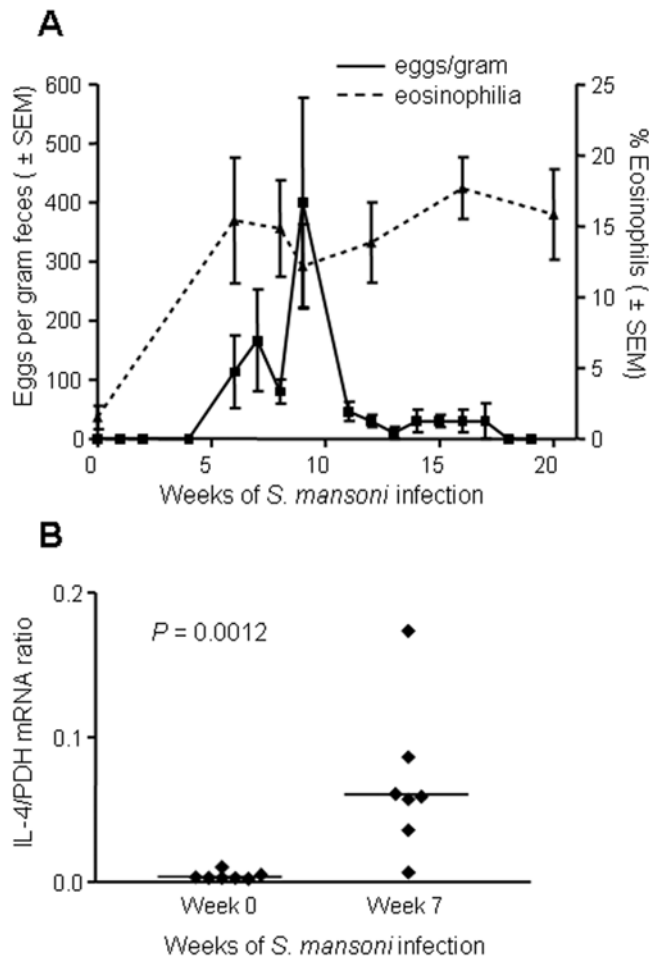 A
eggs/gram
eosinophilia
Eggs per gram feces ( ± SEM)
600
500
400
300
200
100
0
% Eosinophils ( ± SEM)
25
20
15
10
5
0
0 5 10 15 20
Weeks of S. mansoni infection
B
P = 0.0012
IL-4/PDH mRNA ratio
0.2
0.1
0.0
Week 0 Week 7
Weeks of S. mansoni infection